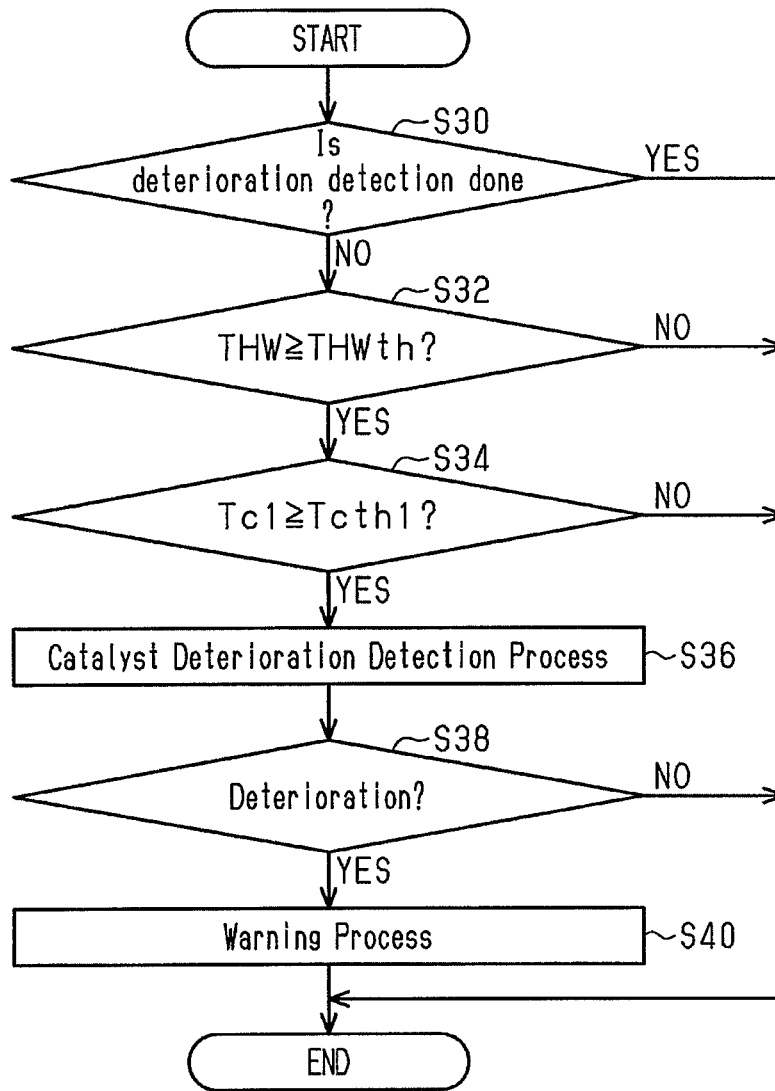 START
S30
Is
deterioration detection done
?
YES
NO
S32
THW≧THWth?
NO
YES
S34
Tc1≧Tcth1?
NO
YES
Catalyst Deterioration Detection Process
S36
S38
Deterioration?
NO
YES
Warning Process
S40
END